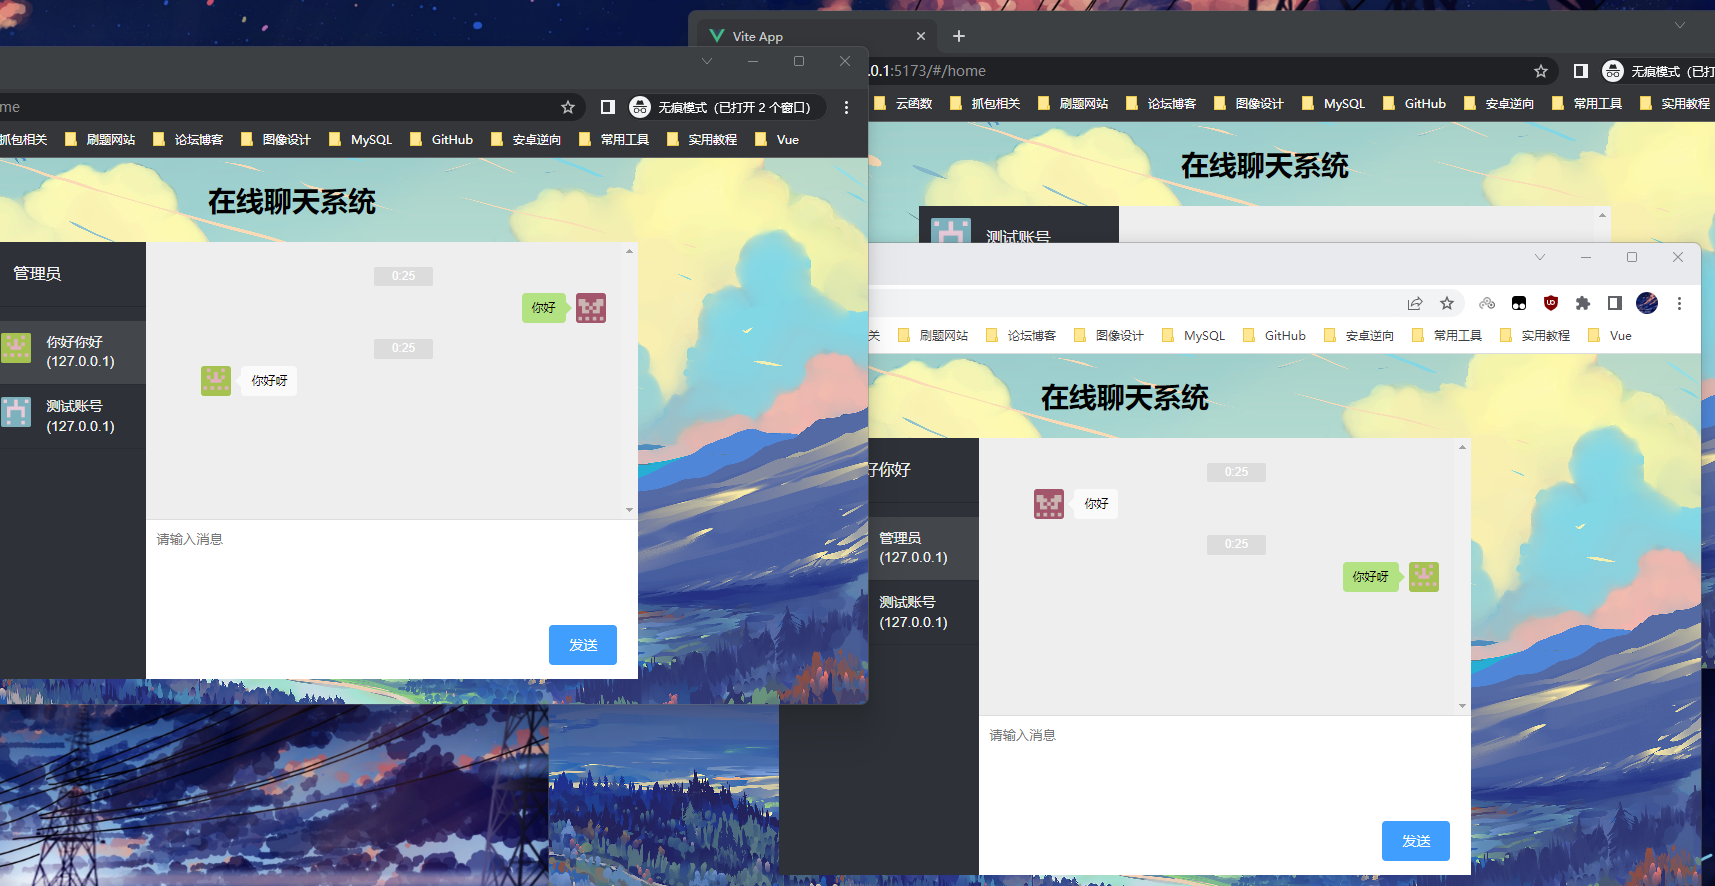 Vite App
.0.1:5173/#/home
无痕模式（已打
云函数
抓包相关
刷题网站
论坛博客
图像设计
MySQL
GitHub
安卓逆向
常用工具
实用教程
在线聊天系统
测试账号
me
无痕模式（已打开 2 个窗口）
抓包相关
刷题网站
论坛博客
图像设计
MySQL
GitHub
安卓逆向
常用工具
实用教程
Vue
在线聊天系统
管理员
你好你好
(127.0.0.1)
测试账号
(127.0.0.1)
0:25
你好
0:25
你好呀
请输入消息
发送
关
刷题网站
论坛博客
图像设计
MySQL
GitHub
安卓逆向
常用工具
实用教程
Vue
在线聊天系统
好你好
管理员
(127.0.0.1)
测试账号
(127.0.0.1)
0:25
你好
0:25
你好呀
请输入消息
发送